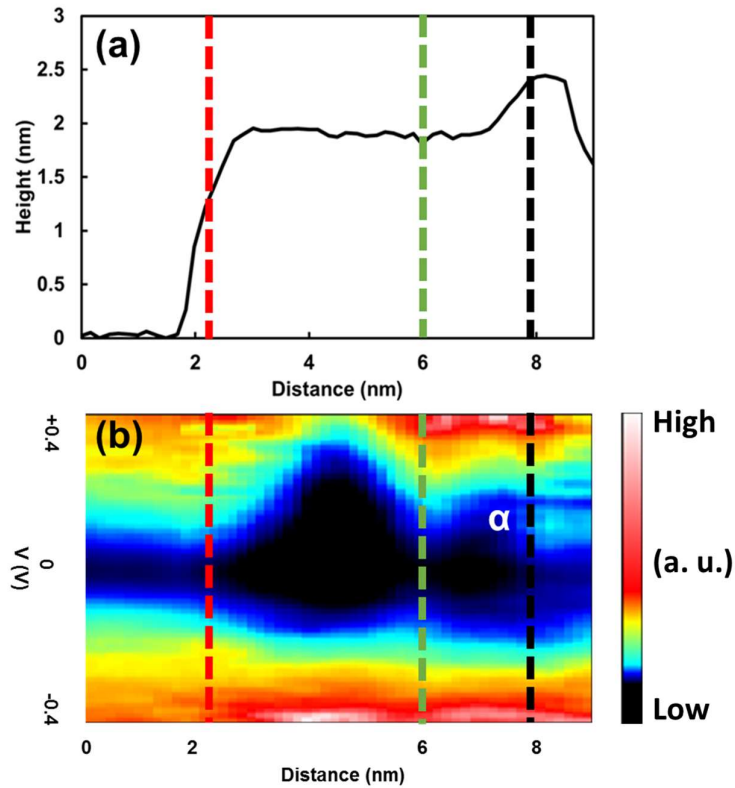 (a)
3
2.5
2
1.5
1
0.5
0
Height (nm)
0 2 4 6 8
Distance (nm)
(b)
+0.4
0
-0.4
V (V)
α
High
(a. u.)
Low
0 2 6 8
Distance (nm)